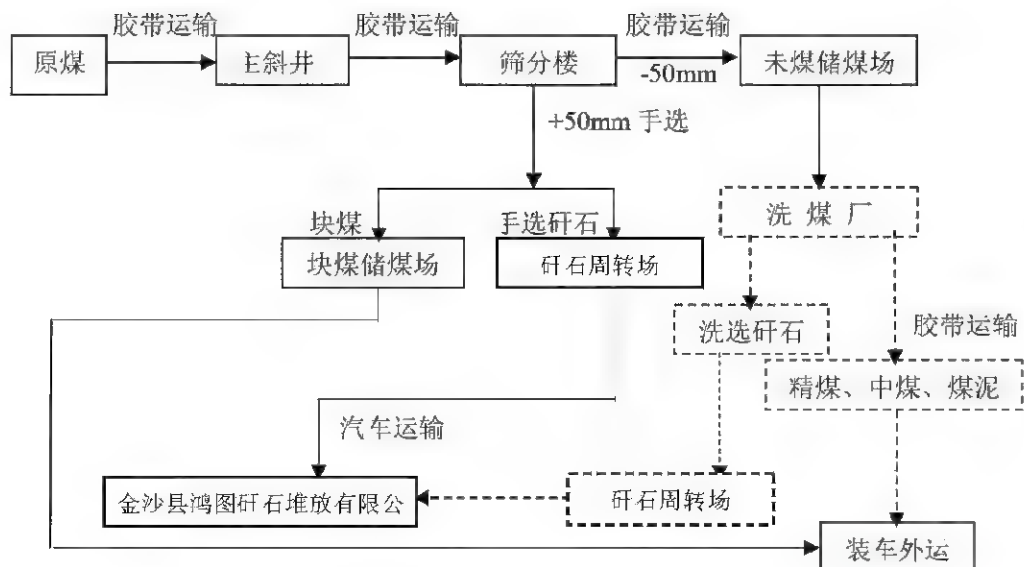 胶带运输
胶带运输
胶带运输
原煤
主斜井
筛分楼
-50mm
未煤储煤场
+50mm 手选
块煤
手选矸石
洗 煤 厂
块煤储煤场
矸石周转场
洗选矸石
胶带运输
精煤、中煤、煤泥
汽车运输
金沙县鸿图矸石堆放有限公
矸石周转场
装车外运